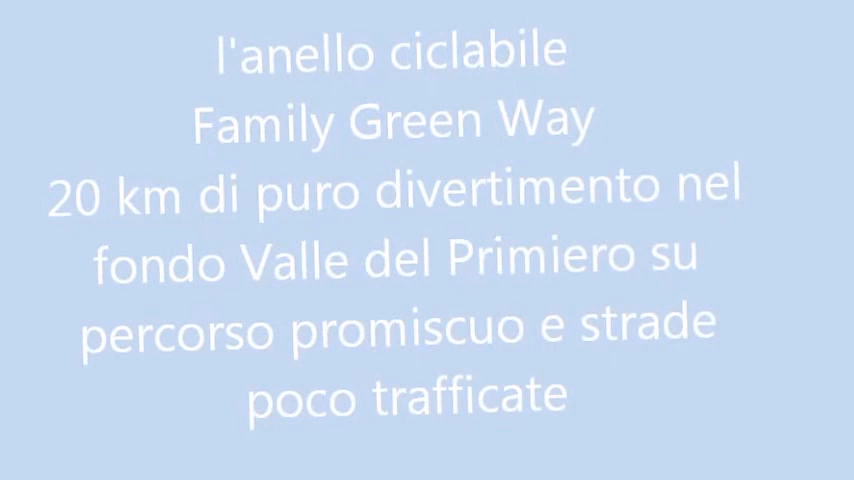 l'anello ciclabile
Family Green Way
20 km di puro divertimento nel
fondo Valle del Primiero su
percorso promiscuo e strade
poco trafficate